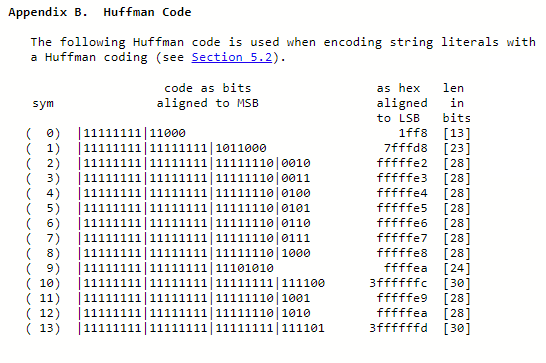 Appendix B.  Huffman Code
The following Huffman code is used when encoding string literals with
a Huffman coding (see Section 5.2).
code as bits                         as hex   len
sym              aligned to MSB                aligned   in
to LSB   bits
(  0)  |11111111|11000                             1ff8  [13]
(  1)  |11111111|11111111|1011000                7fffd8  [23]
(  2)  |11111111|11111111|11111110|0010         fffffe2  [28]
(  3)  |11111111|11111111|11111110|0011         fffffe3  [28]
(  4)  |11111111|11111111|11111110|0100         fffffe4  [28]
(  5)  |11111111|11111111|11111110|0101         fffffe5  [28]
(  6)  |11111111|11111111|11111110|0110         fffffe6  [28]
(  7)  |11111111|11111111|11111110|0111         fffffe7  [28]
(  8)  |11111111|11111111|11111110|1000         fffffe8  [28]
(  9)  |11111111|11111111|11101010               ffffea  [24]
( 10)  |11111111|11111111|11111111|111100      3ffffffc  [30]
( 11)  |11111111|11111111|11111110|1001         fffffe9  [28]
( 12)  |11111111|11111111|11111110|1010         fffffea  [28]
( 13)  |11111111|11111111|11111111|111101      3ffffffd  [30]